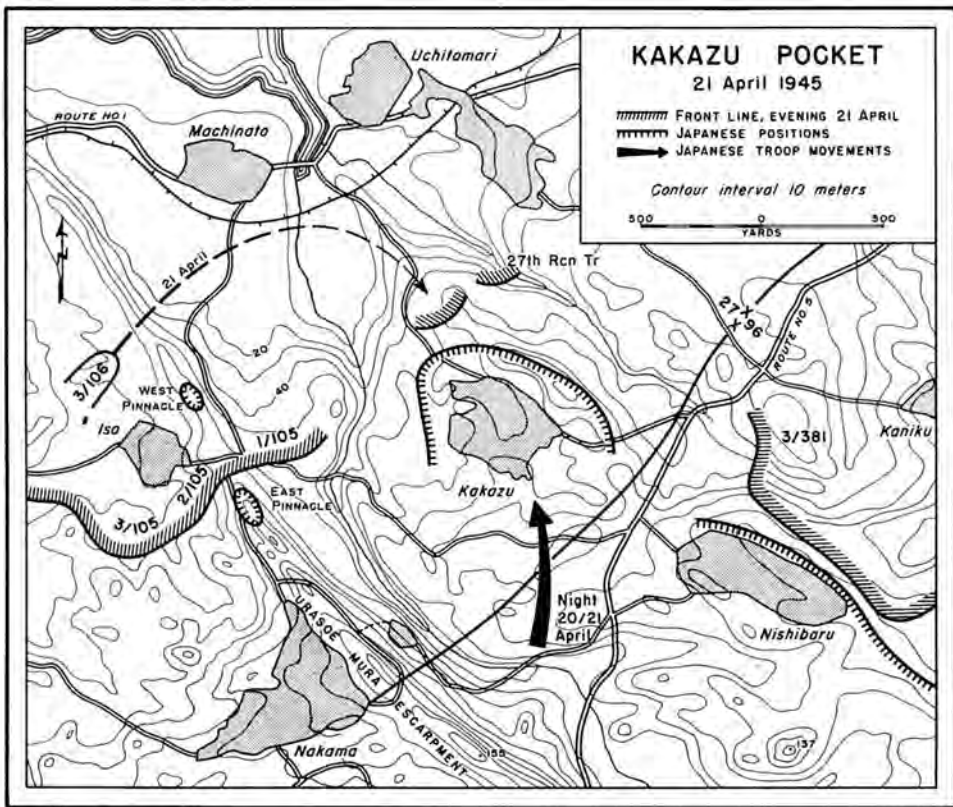 KAKAZU POCKET
21 April 1945
FRONT LINE, EVENING 21 APRIL
JAPANESE POSITIONS
JAPANESE TROOP MOVEMENTS
Contour interval 10 meters
500 0 500
YARDS
Uchitomari
ROUTE NO 1
Machinato
21 April
27th Rcn Tr
27 X 96
X
ROUTE NO. 5
20
40
3/106
WEST
PINNACLE
Isa
1/105
2/105
3/105
EAST
PINNACLE
Kakazu
3/381
Kaniku
Night
20/21
April
Nishibaru
URASOE MURA ESCARPMENT
Nakama
155
137